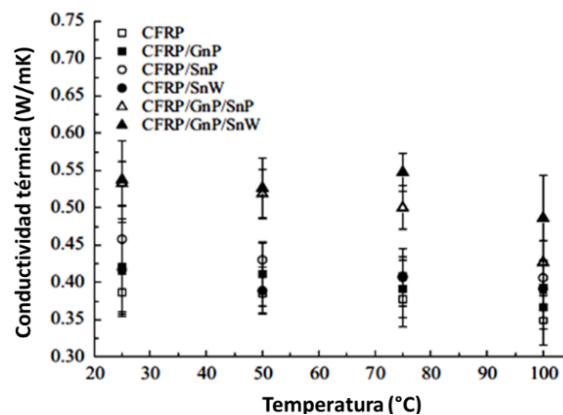 0.75
0.70
0.65
0.60
0.55
0.50
0.45
0.40
0.35
0.30
Conductividad térmica (W/mK)
CFRP
CFRP/GnP
CFRP/SnP
CFRP/SnW
CFRP/GnP/SnP
CFRP/GnP/SnW
20 30 40 50 60 70 80 90 100
Temperatura (°C)